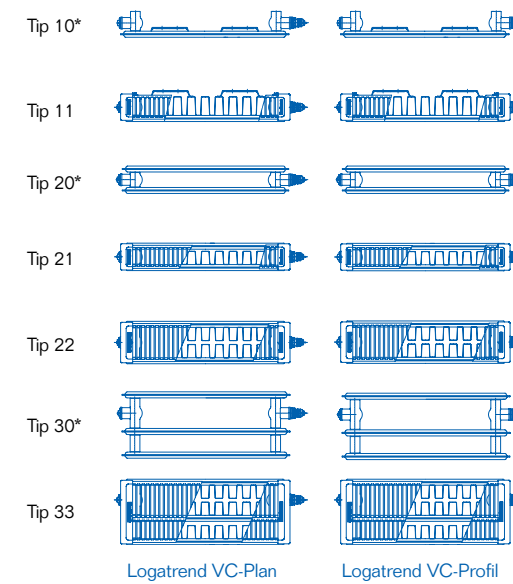 Tip 10*
Tip 11
Tip 20*
Tip 21
Tip 22
Tip 30*
Tip 33
Logatrend VC-Plan
Logatrend VC-Profil